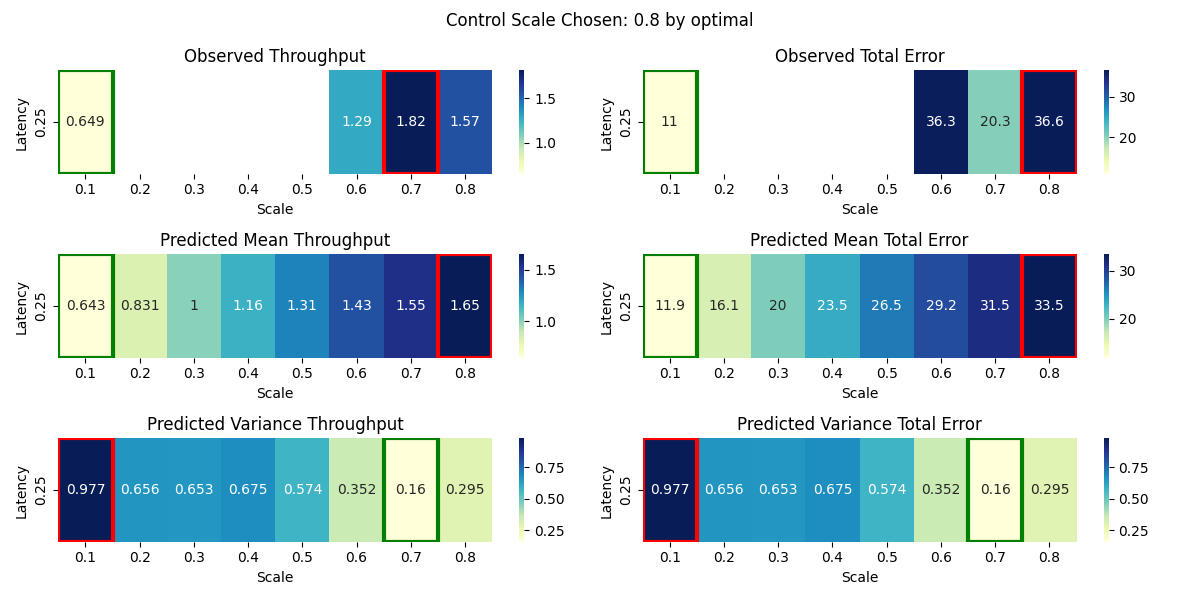 Control Scale Chosen: 0.8 by optimal
Observed Throughput
Latency
0.25
0.649
1.29
1.82
1.57
0.1 0.2 0.3 0.4 0.5 0.6 0.7 0.8
Scale
1.5
1.0
Observed Total Error
Latency
0.25
11
36.3
20.3
36.6
0.1 0.2 0.3 0.4 0.5 0.6 0.7 0.8
Scale
30
20
Predicted Mean Throughput
Latency
0.25
0.643 0.831 1 1.16 1.31 1.43 1.55 1.65
0.1 0.2 0.3 0.4 0.5 0.6 0.7 0.8
Scale
1.5
1.0
Predicted Mean Total Error
Latency
0.25
11.9 16.1 20 23.5 26.5 29.2 31.5 33.5
0.1 0.2 0.3 0.4 0.5 0.6 0.7 0.8
Scale
30
20
Predicted Variance Throughput
Latency
0.25
0.977 0.656 0.653 0.675 0.574 0.352 0.16 0.295
0.1 0.2 0.3 0.4 0.5 0.6 0.7 0.8
Scale
0.75
0.50
0.25
Predicted Variance Total Error
Latency
0.25
0.977 0.656 0.653 0.675 0.574 0.352 0.16 0.295
0.1 0.2 0.3 0.4 0.5 0.6 0.7 0.8
Scale
0.75
0.50
0.25